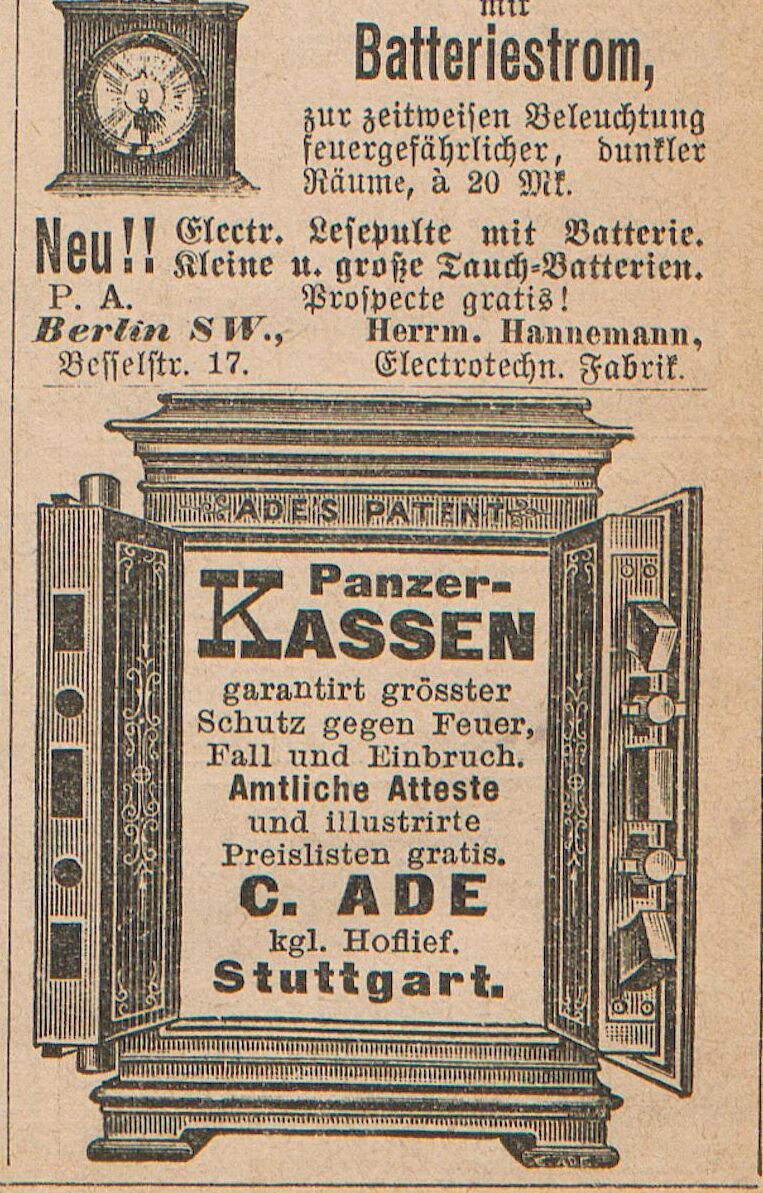 mit
Batteriestrom,
zur zeitweisen Beleuchtung
feuergefährlicher, dunkler
Räume, à 20 Mk.
Neu!! Electr. Lesepulte mit Batterie.
Kleine u. große Tauch-Batterien.
P. A. Prospecte gratis!
Berlin SW., Herrm. Hannemann,
Besselstr. 17. Electrotechn. Fabrik.
ADE'S PATENT
Panzer-
KASSEN
garantirt grösster
Schutz gegen Feuer,
Fall und Einbruch.
Amtliche Atteste
und illustrirte
Preislisten gratis.
C. ADE
kgl. Hoflief.
Stuttgart.